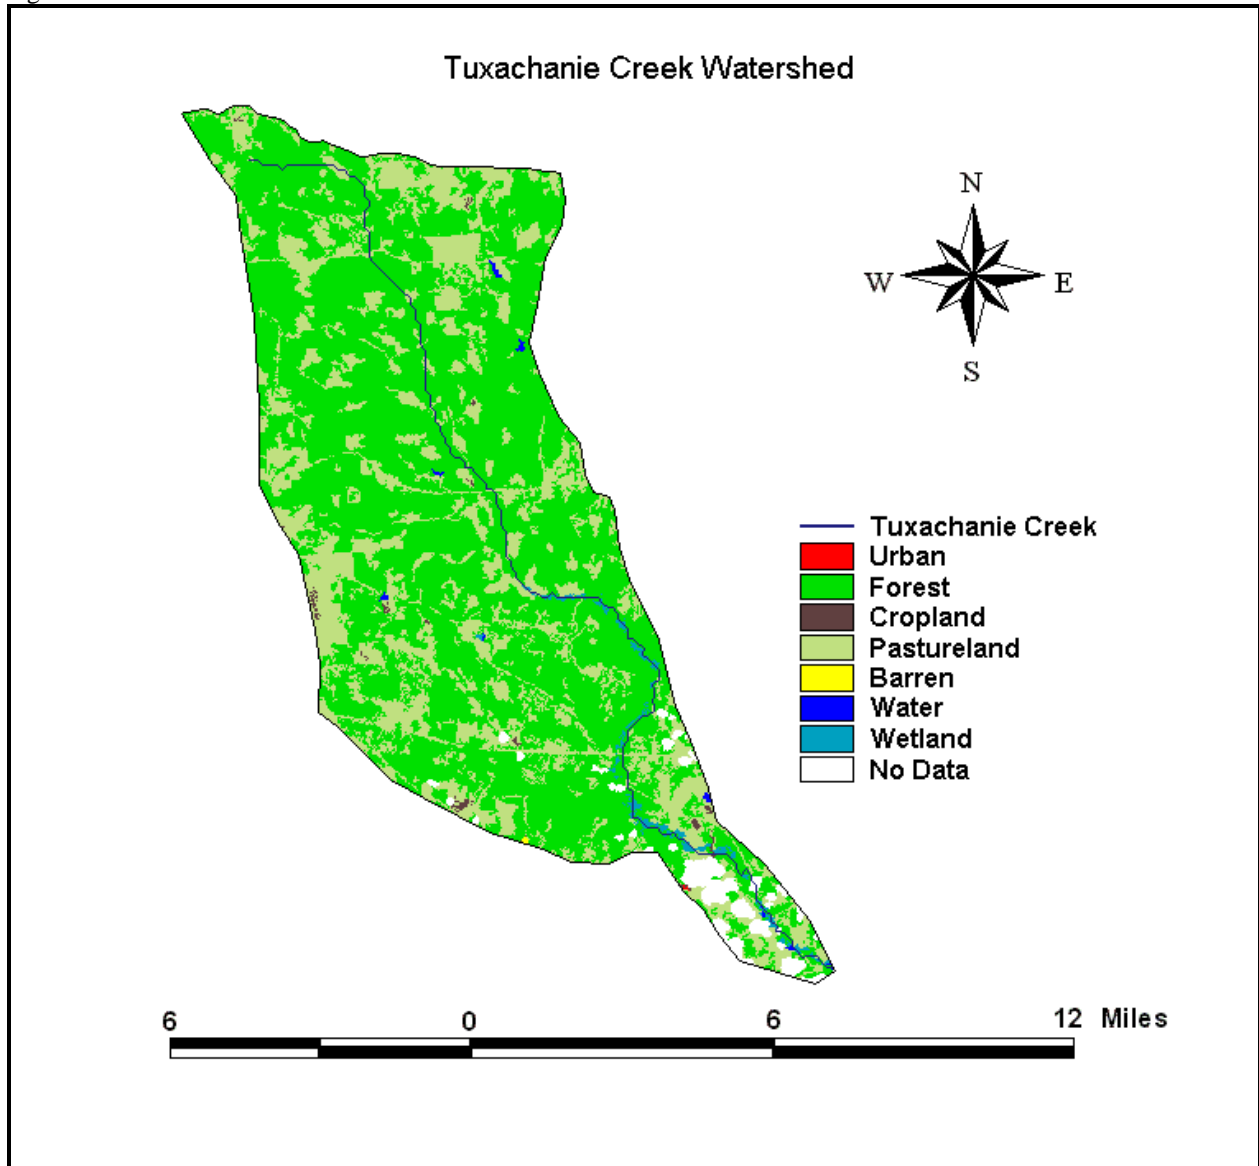 Tuxachanie Creek Watershed
N
W
E
S
Tuxachanie Creek
Urban
Forest
Cropland
Pastureland
Barren
Water
Wetland
No Data
6 0 6 12 Miles